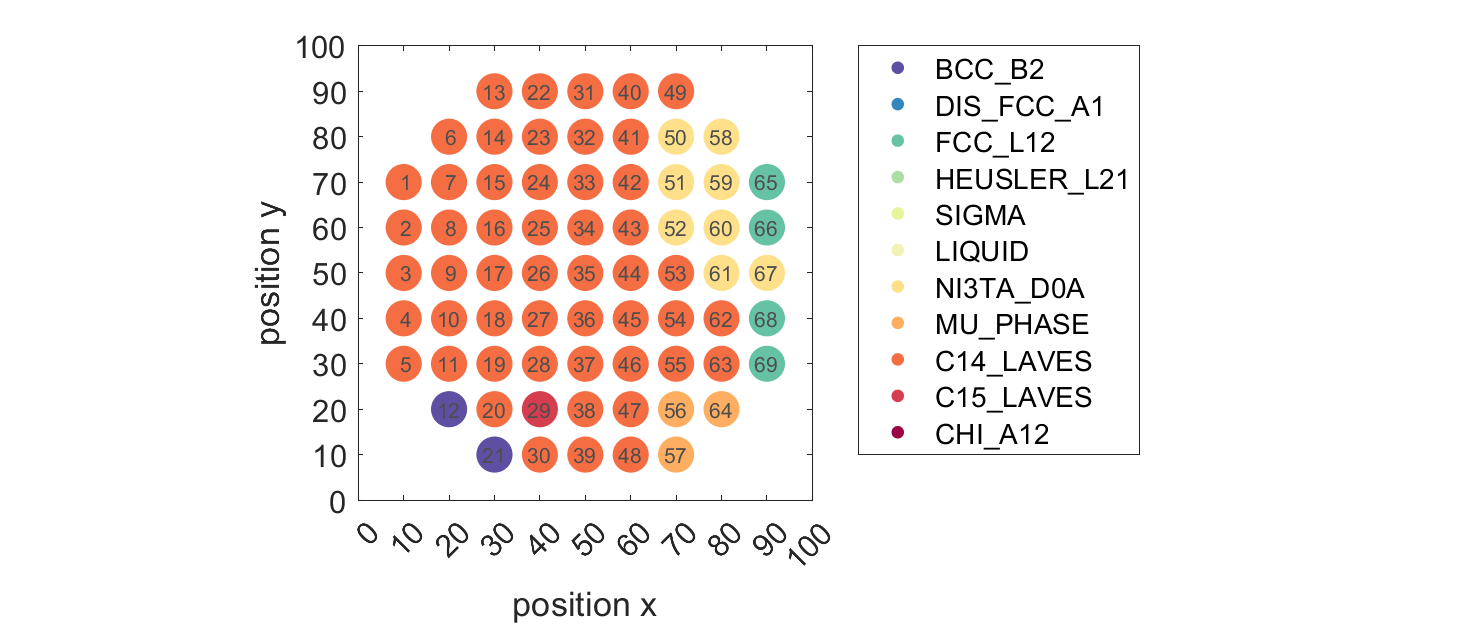 100
90
80
70
60
50
40
30
20
10
0
position y
13 22 31 40 49
6 14 23 32 41 50 58
1 7 15 24 33 42 51 59 65
2 8 16 25 34 43 52 60 66
3 9 17 26 35 44 53 61 67
4 10 18 27 36 45 54 62 68
5 11 19 28 37 46 55 63 69
12 20 29 38 47 56 64
21 30 39 48 57
0 10 20 30 40 50 60 70 80 90 100
position x
BCC_B2
DIS_FCC_A1
FCC_L12
HEUSLER_L21
SIGMA
LIQUID
NI3TA_D0A
MU_PHASE
C14_LAVES
C15_LAVES
CHI_A12